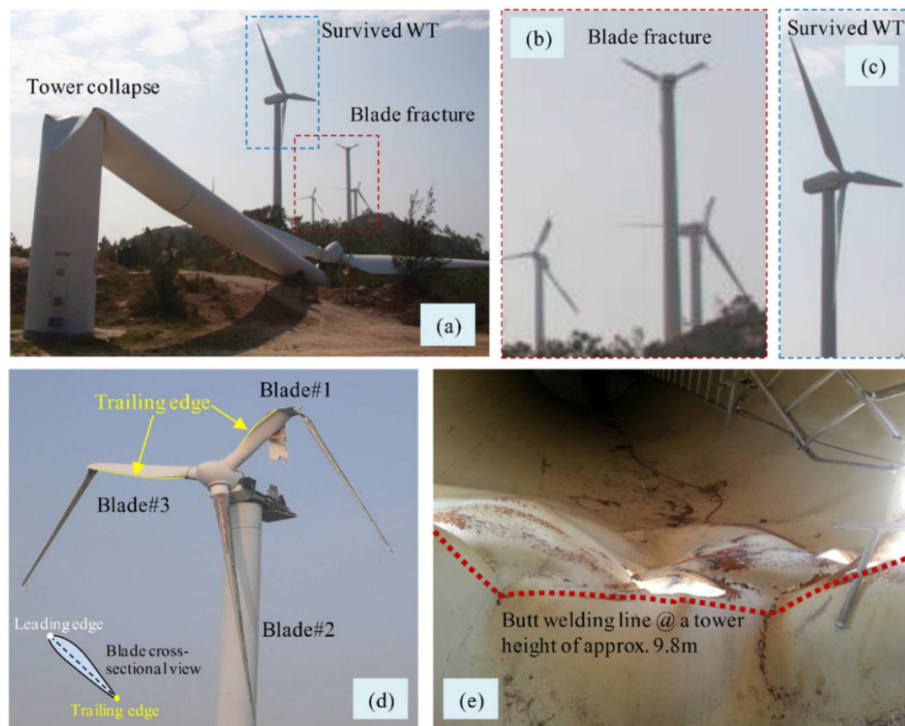 Survived WT
Tower collapse
Blade fracture
(a)
(b)
Blade fracture
Survived WT
(c)
Blade#1
Trailing edge
Blade#3
Blade#2
Leading edge
Blade cross-
sectional view
Trailing edge
(d)
Butt welding line @ a tower
height of approx. 9.8m
(e)